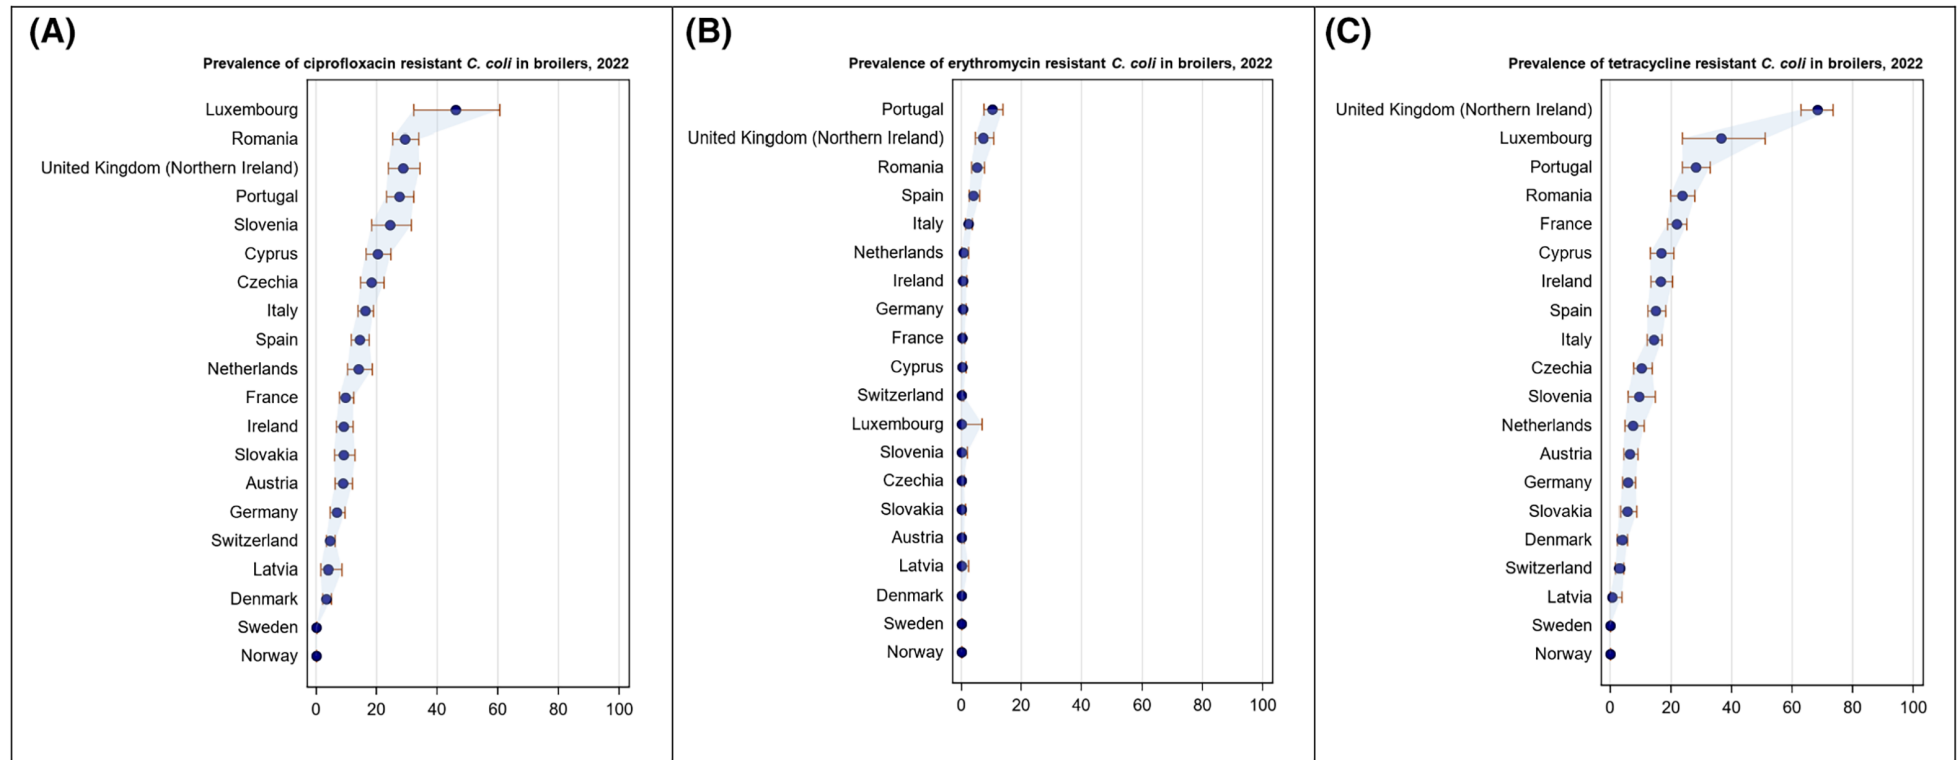 (A)
Prevalence of ciprofloxacin resistant C. coli in broilers, 2022
Luxembourg
Romania
United Kingdom (Northern Ireland)
Portugal
Slovenia
Cyprus
Czechia
Italy
Spain
Netherlands
France
Ireland
Slovakia
Austria
Germany
Switzerland
Latvia
Denmark
Sweden
Norway
0 20 40 60 80 100
(B)
Prevalence of erythromycin resistant C. coli in broilers, 2022
Portugal
United Kingdom (Northern Ireland)
Romania
Spain
Italy
Netherlands
Ireland
Germany
France
Cyprus
Switzerland
Luxembourg
Slovenia
Czechia
Slovakia
Austria
Latvia
Denmark
Sweden
Norway
0 20 40 60 80 100
(C)
Prevalence of tetracycline resistant C. coli in broilers, 2022
United Kingdom (Northern Ireland)
Luxembourg
Portugal
Romania
France
Cyprus
Ireland
Spain
Italy
Czechia
Slovenia
Netherlands
Austria
Germany
Slovakia
Denmark
Switzerland
Latvia
Sweden
Norway
0 20 40 60 80 100